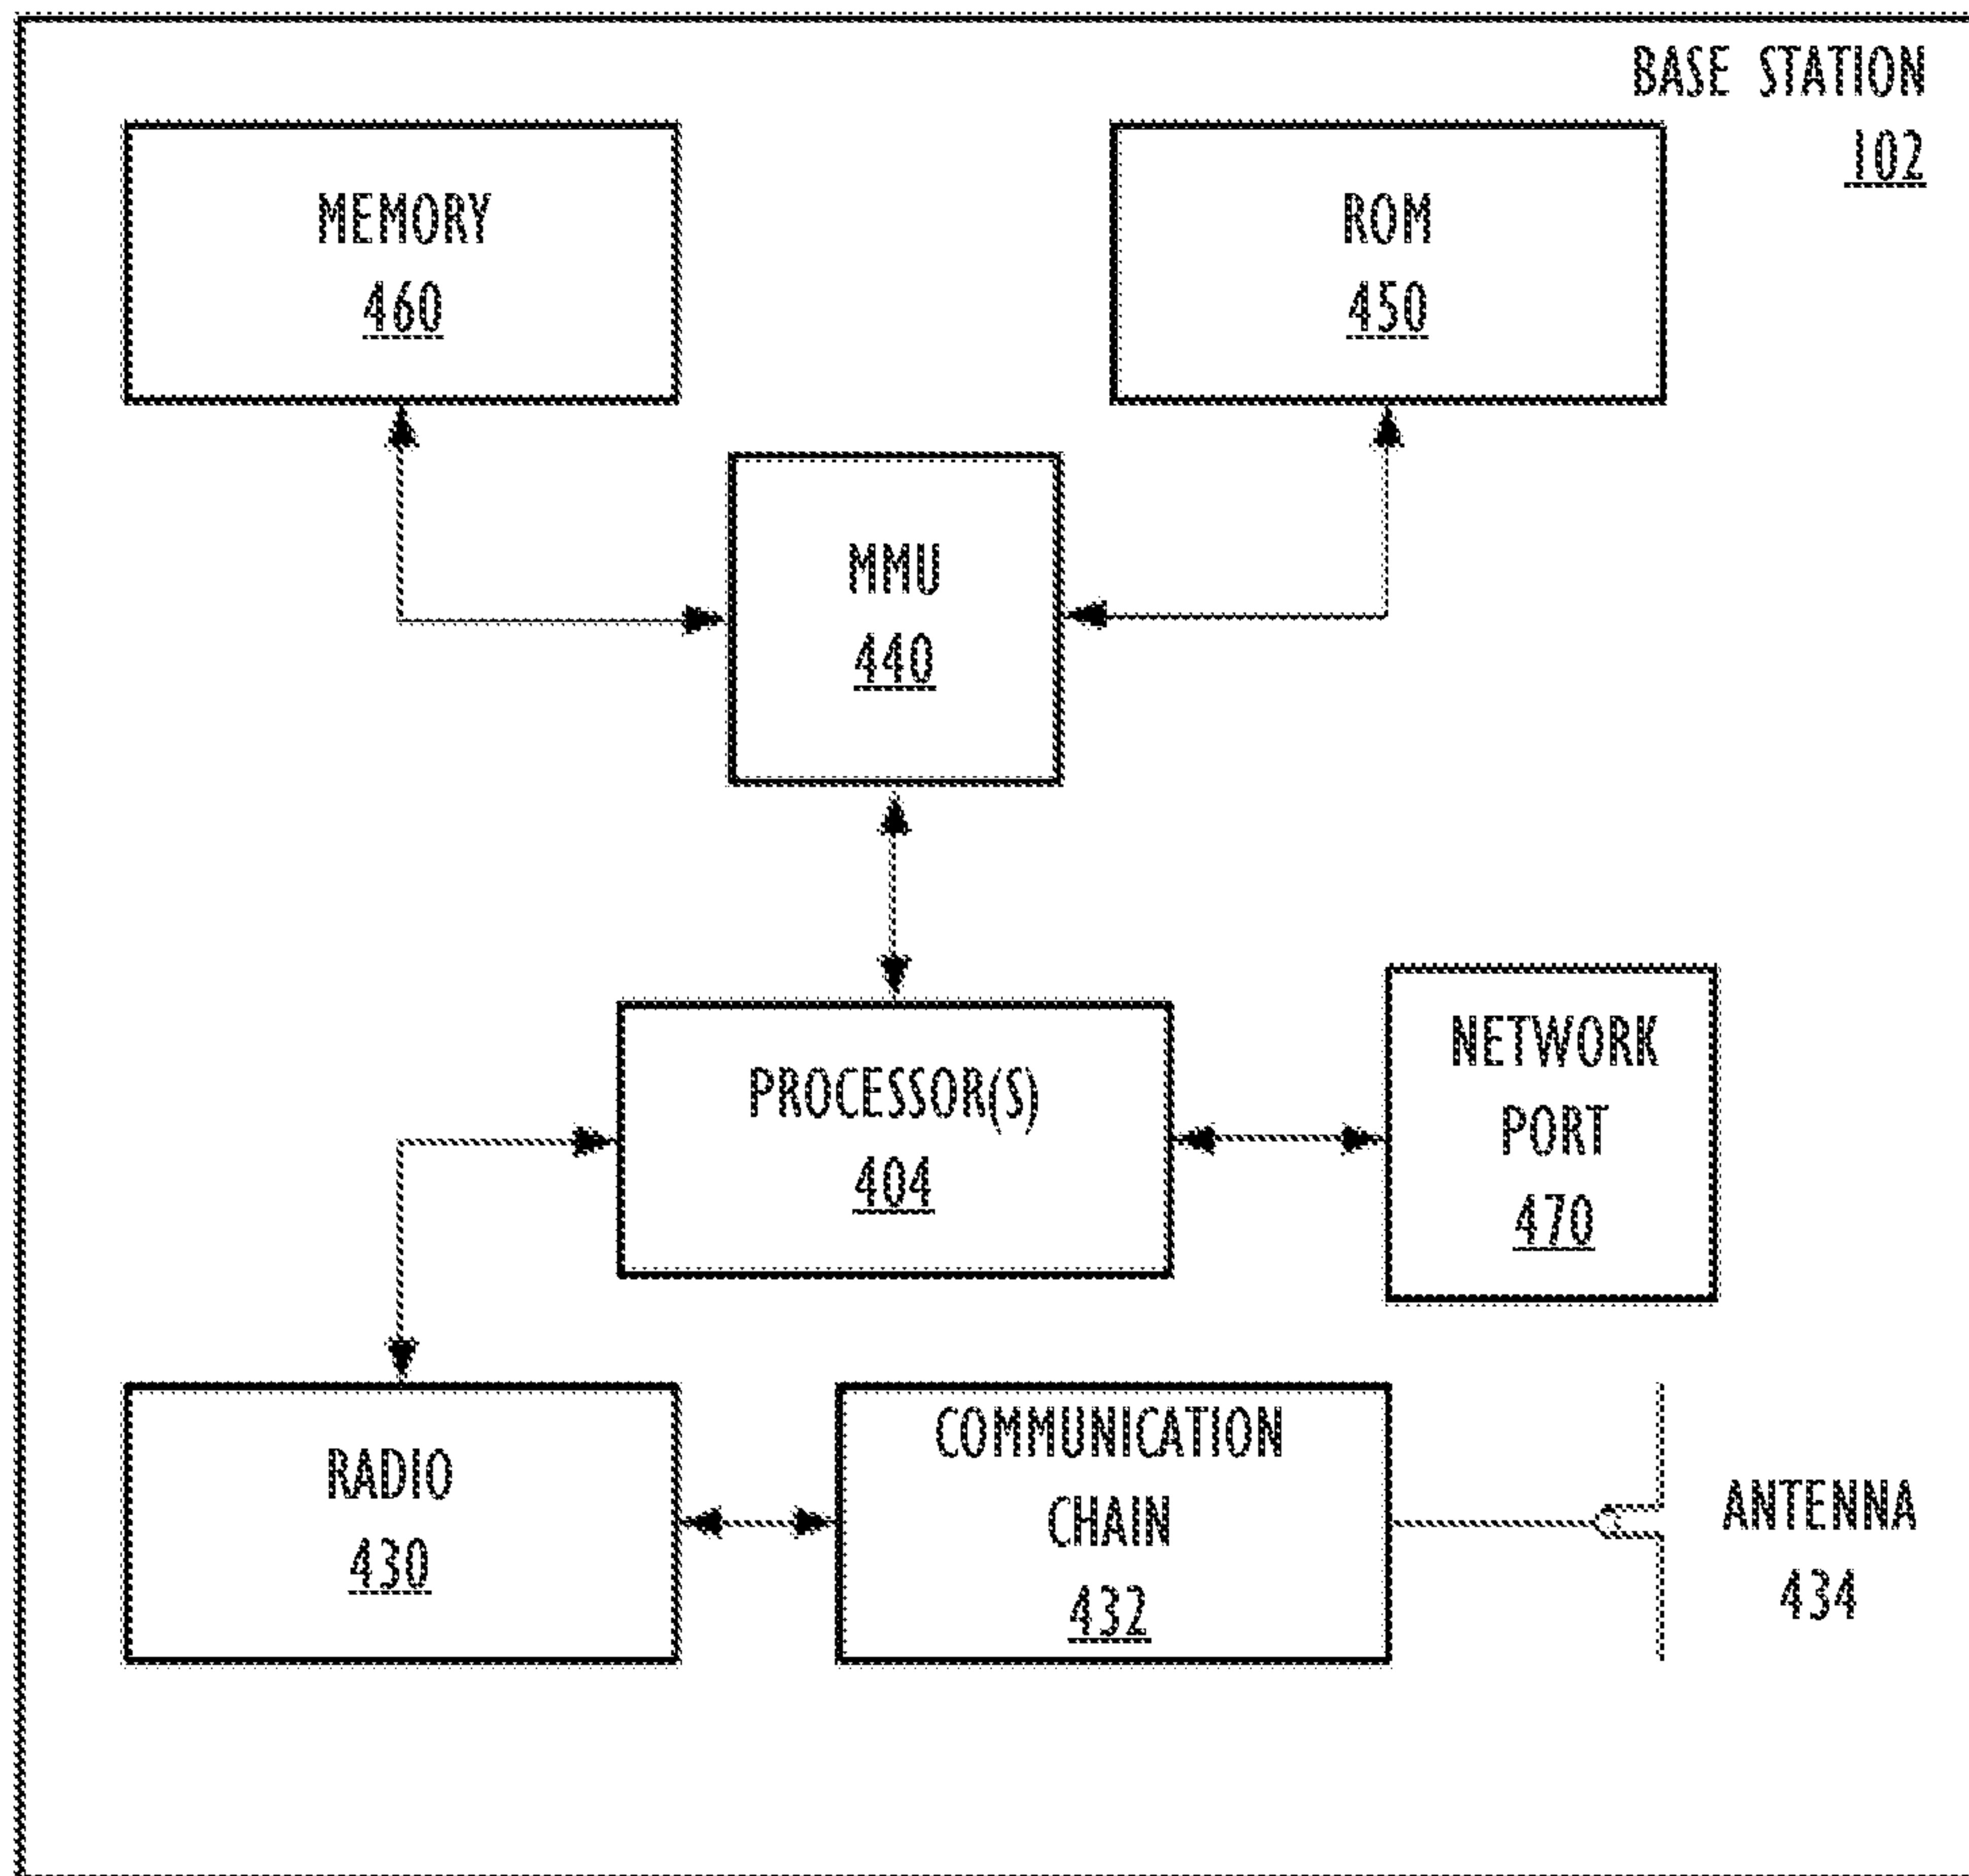 BASE STATION
102
MEMORY
460
ROM
450
MMU
440
PROCESSOR(S)
404
NETWORK
PORT
470
RADIO
430
COMMUNICATION
CHAIN
432
ANTENNA
434